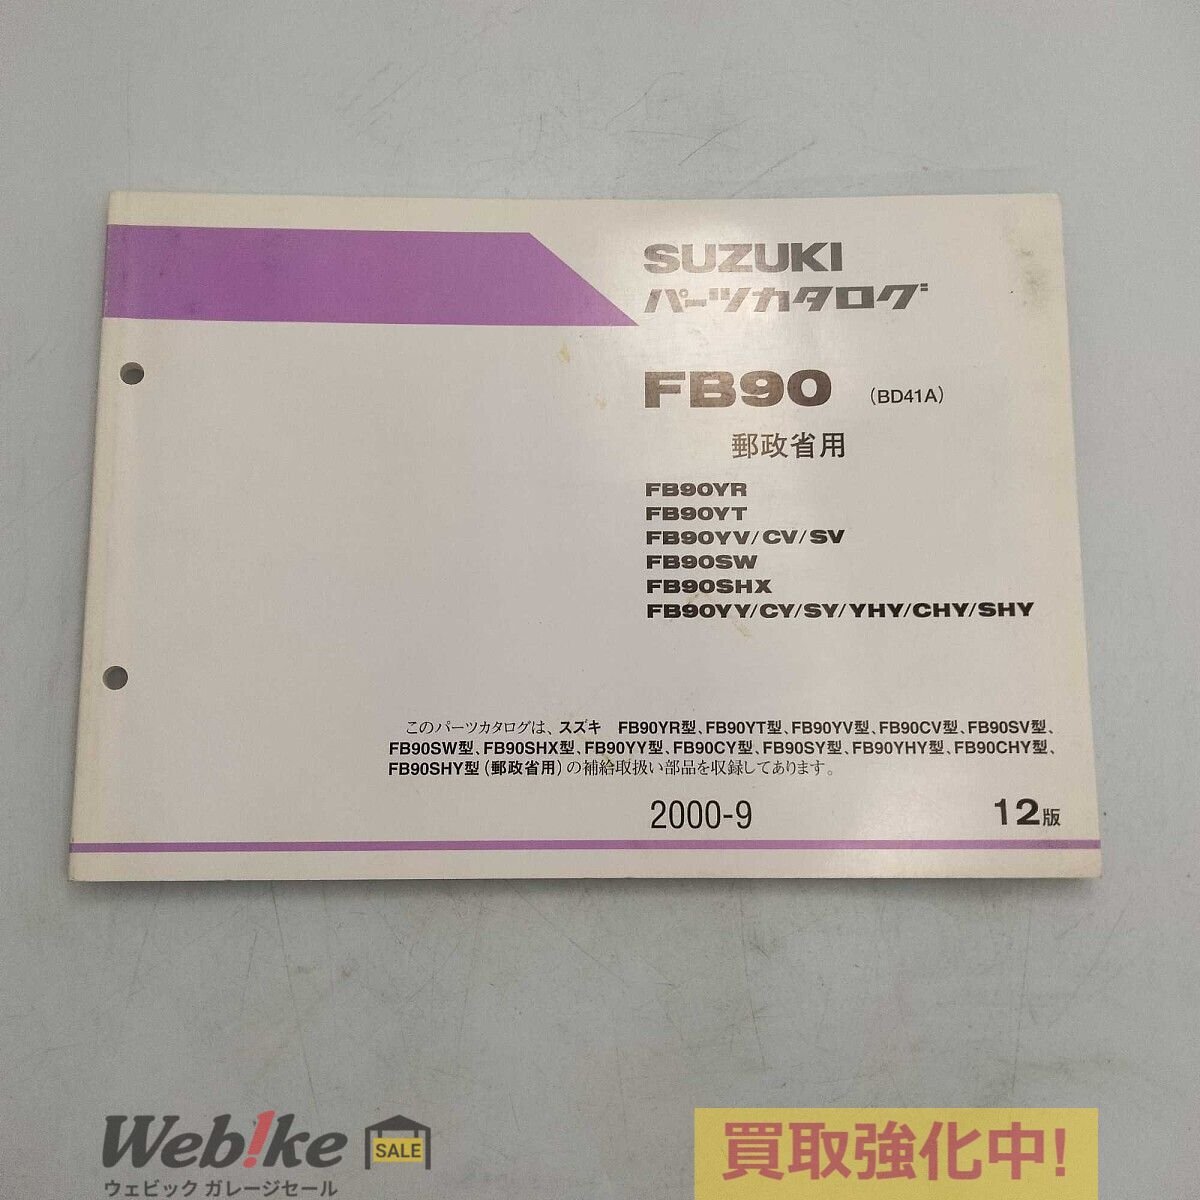 SUZUKI
パーツカタログ
FB90 (BD41A)
郵政省用
FB90YR
FB90YT
FB90YV/CV/SV
FB90SW
FB90SHX
FB90YY/CY/SY/YHY/CHY/SHY
このパーツカタログは、スズキ FB90YR型、FB90YT型、FB90YV型、FB90CV型、FB90SV型、
FB90SW型、FB90SHX型、FB90YY型、FB90CY型、FB90SY型、FB90YHY型、FB90CHY型、
FB90SHY型(郵政省用)の補給取扱い部品を収録してあります。
2000-9 12版
Web!ke SALE
ウェビック ガレージセール
買取強化中!